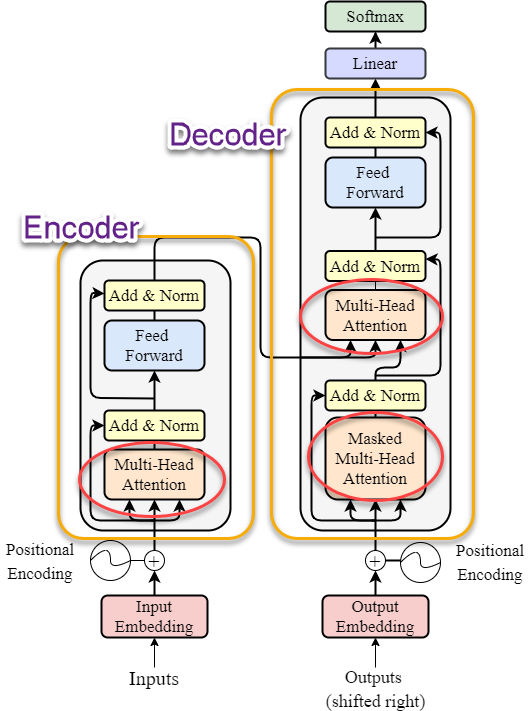 Softmax
Linear
Decoder
Add & Norm
Feed
Forward
Add & Norm
Multi-Head
Attention
Add & Norm
Masked
Multi-Head
Attention
Encoder
Add & Norm
Feed
Forward
Add & Norm
Multi-Head
Attention
Positional
Encoding
Positional
Encoding
Input
Embedding
Output
Embedding
Inputs
Outputs
(shifted right)